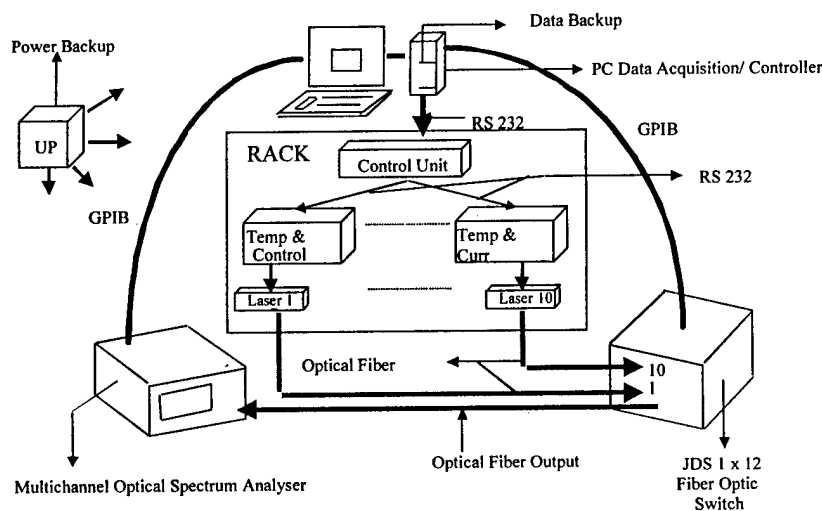 Data Backup
Power Backup
PC Data Acquisition/ Controller
RS 232
GPIB
UP
RACK
Control Unit
RS 232
GPIB
Temp &
Control
Temp &
Curr
Laser 1
Laser 10
Optical Fiber
10
1
Optical Fiber Output
JDS 1 x 12
Fiber Optic
Switch
Multichannel Optical Spectrum Analyser